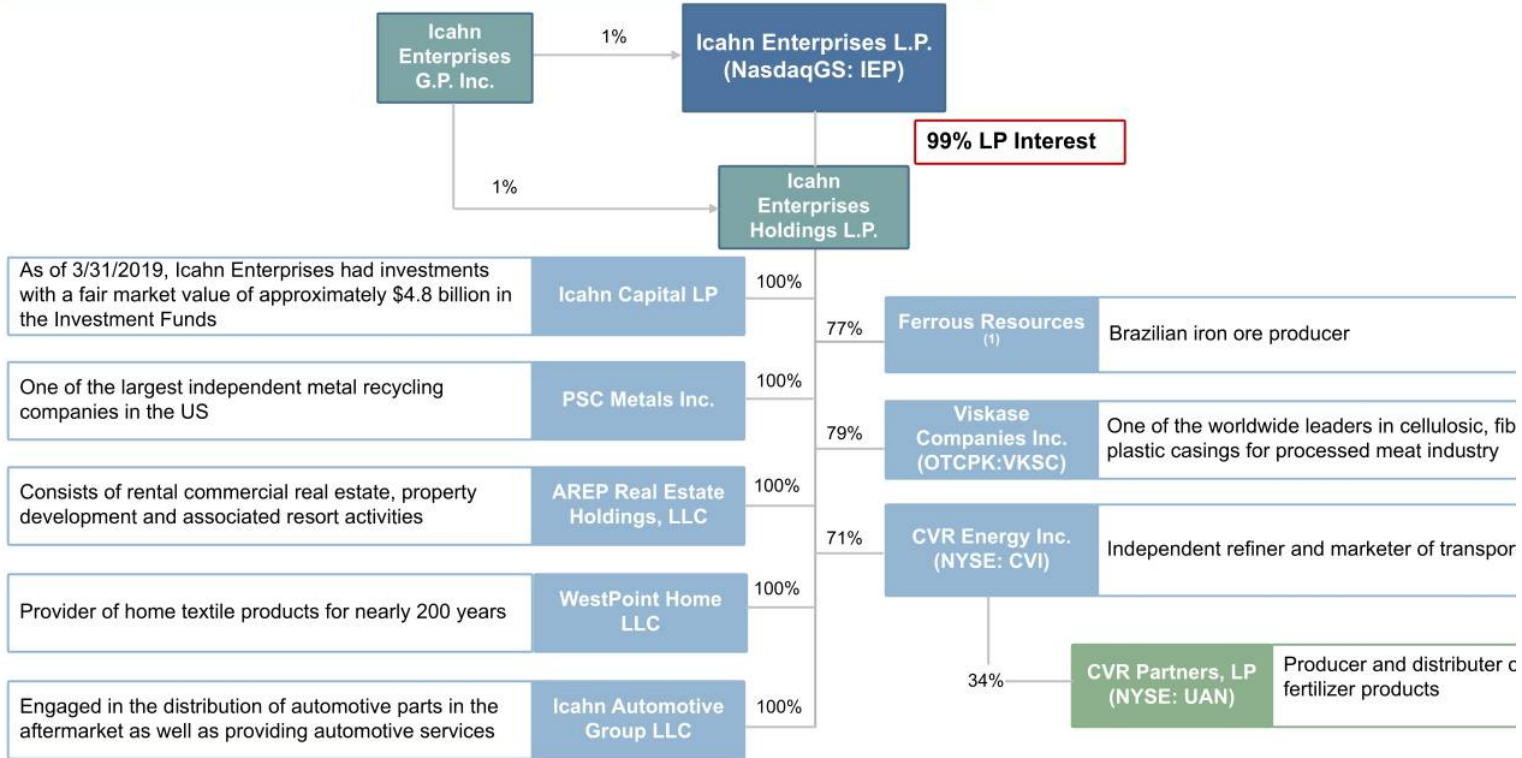 Icahn
Enterprises
G.P. Inc.
1%
Icahn Enterprises L.P.
(NasdaqGS: IEP)
99% LP Interest
1%
Icahn
Enterprises
Holdings L.P.
As of 3/31/2019, Icahn Enterprises had investments
with a fair market value of approximately $4.8 billion in
the Investment Funds
Icahn Capital LP
100%
77%
Ferrous Resources
(1)
Brazilian iron ore producer
One of the largest independent metal recycling
companies in the US
PSC Metals Inc.
100%
79%
Viskase
Companies Inc.
(OTCPK:VKSC)
One of the worldwide leaders in cellulosic,
plastic casings for processed meat industry
Consists of rental commercial real estate, property
development and associated resort activities
AREP Real Estate
Holdings, LLC
100%
71%
CVR Energy Inc.
(NYSE: CVI)
Independent refiner and marketer of
Provider of home textile products for nearly 200 years
WestPoint Home
LLC
100%
34%
CVR Partners, LP
(NYSE: UAN)
Producer and distributer
fertilizer products
Engaged in the distribution of automotive parts in the
aftermarket as well as providing automotive services
Icahn Automotive
Group LLC
100%